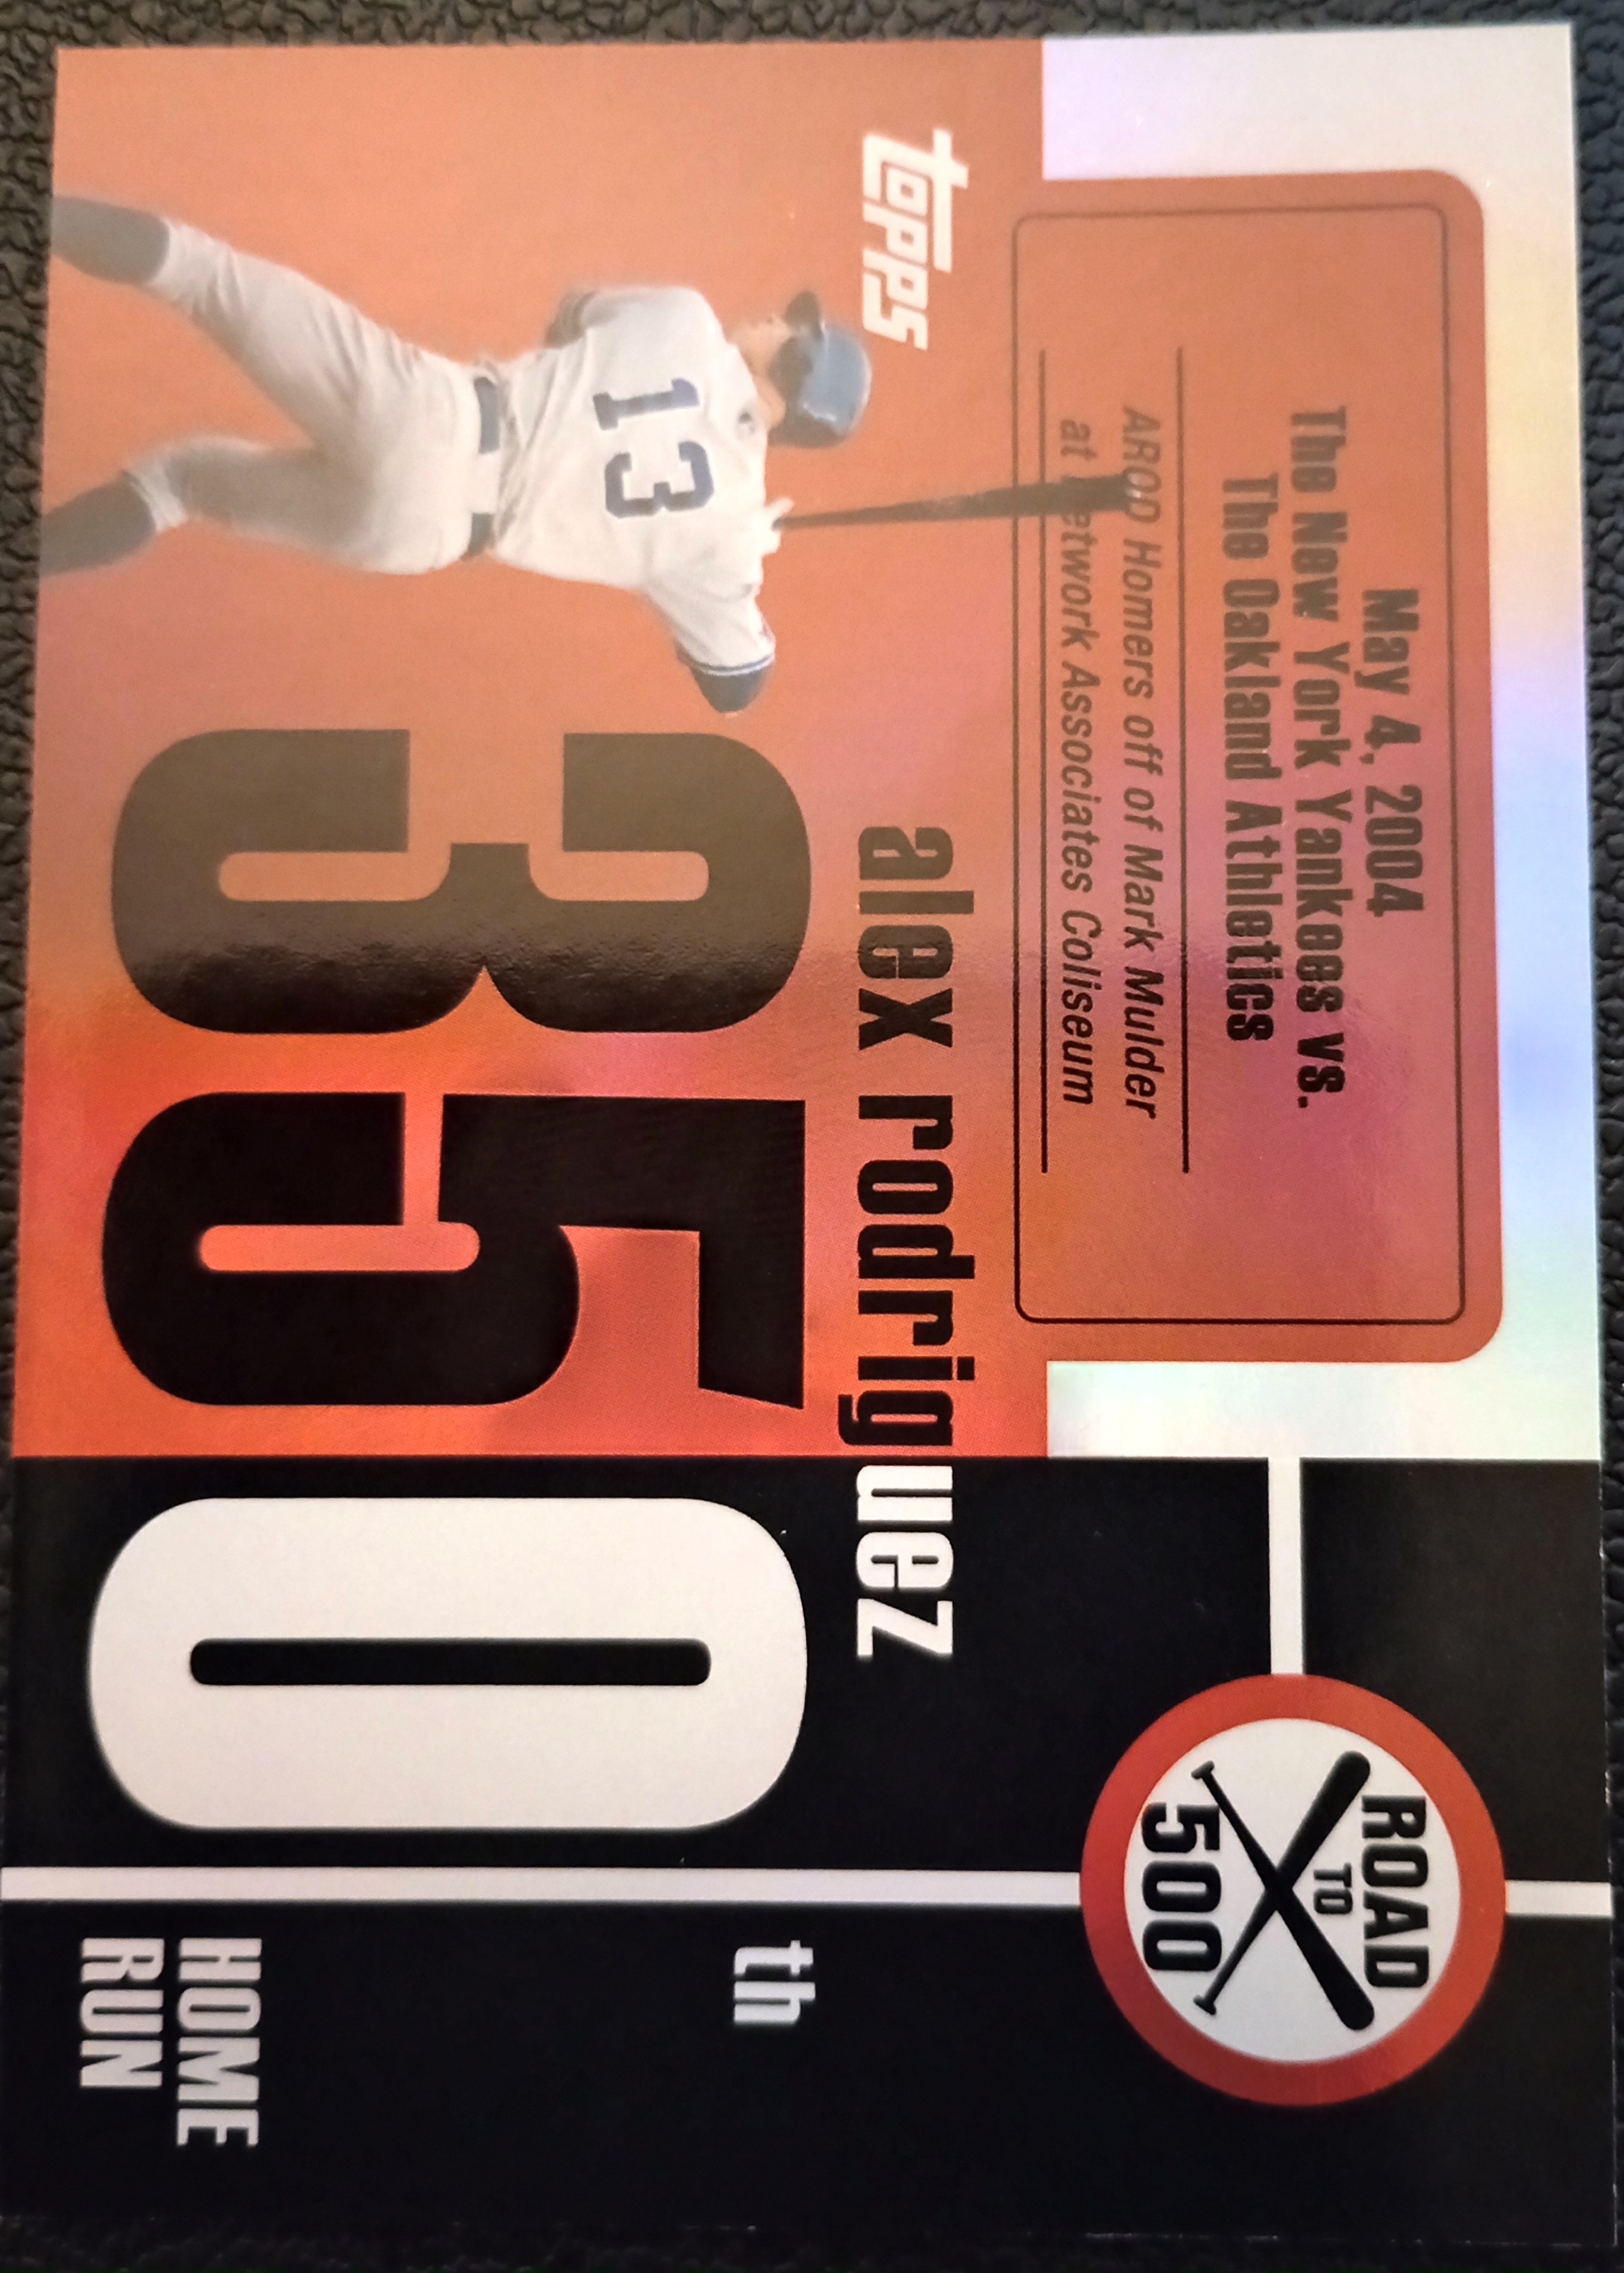 May 4, 2004
The New York Yankees vs.
The Oakland Athletics
AROD Homers off of Mark Mulder
at Network Associates Coliseum
ROAD
TO
500
topps
alex rodriguez
13
350
th
HOME
RUN